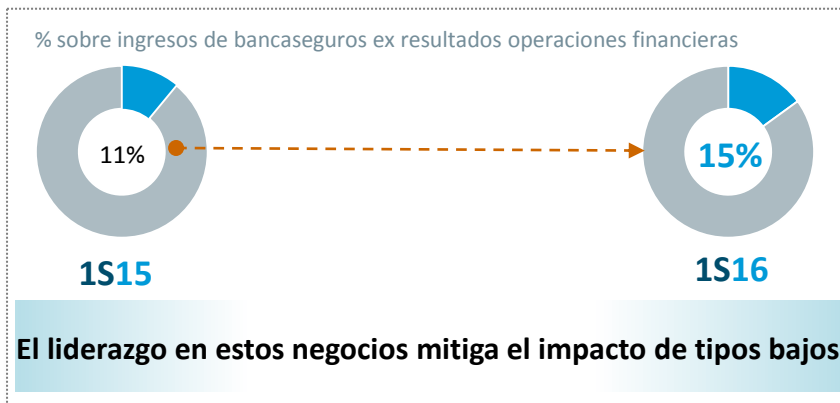 % sobre ingresos de bancaseguros ex resultados operaciones financieras
11%
15%
1S15
1S16
El liderazgo en estos negocios mitiga el impacto de tipos bajos